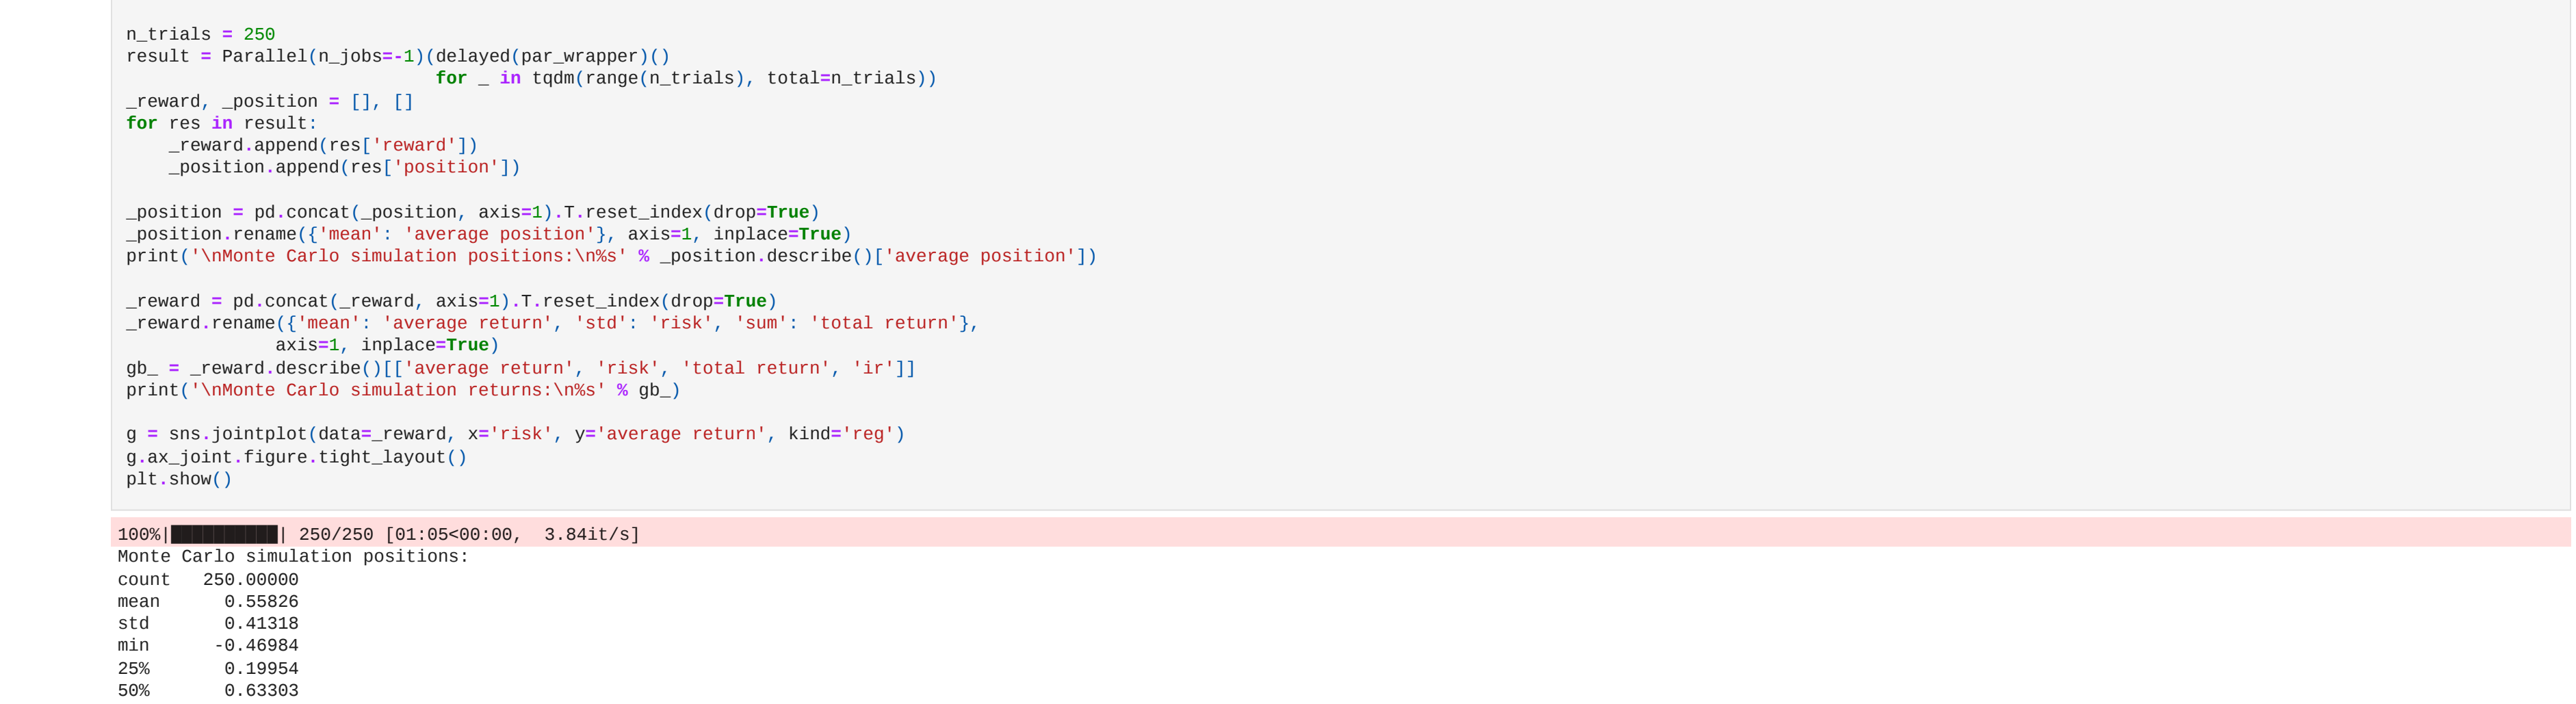 n_trials = 250
result = Parallel(n_jobs=-1)(delayed(par_wrapper)()
                             for _ in tqdm(range(n_trials), total=n_trials))
_reward, _position = [], []
for res in result:
    _reward.append(res['reward'])
    _position.append(res['position'])

_position = pd.concat(_position, axis=1).T.reset_index(drop=True)
_position.rename({'mean': 'average position'}, axis=1, inplace=True)
print('\nMonte Carlo simulation positions:\n%s' % _position.describe()['average position'])

_reward = pd.concat(_reward, axis=1).T.reset_index(drop=True)
_reward.rename({'mean': 'average return', 'std': 'risk', 'sum': 'total return'},
              axis=1, inplace=True)
gb_ = _reward.describe()[['average return', 'risk', 'total return', 'ir']]
print('\nMonte Carlo simulation returns:\n%s' % gb_)

g = sns.jointplot(data=_reward, x='risk', y='average return', kind='reg')
g.ax_joint.figure.tight_layout()
plt.show()
100%|██████████| 250/250 [01:05<00:00,  3.84it/s]
Monte Carlo simulation positions:
count   250.00000
mean      0.55826
std       0.41318
min      -0.46984
25%       0.19954
50%       0.63303